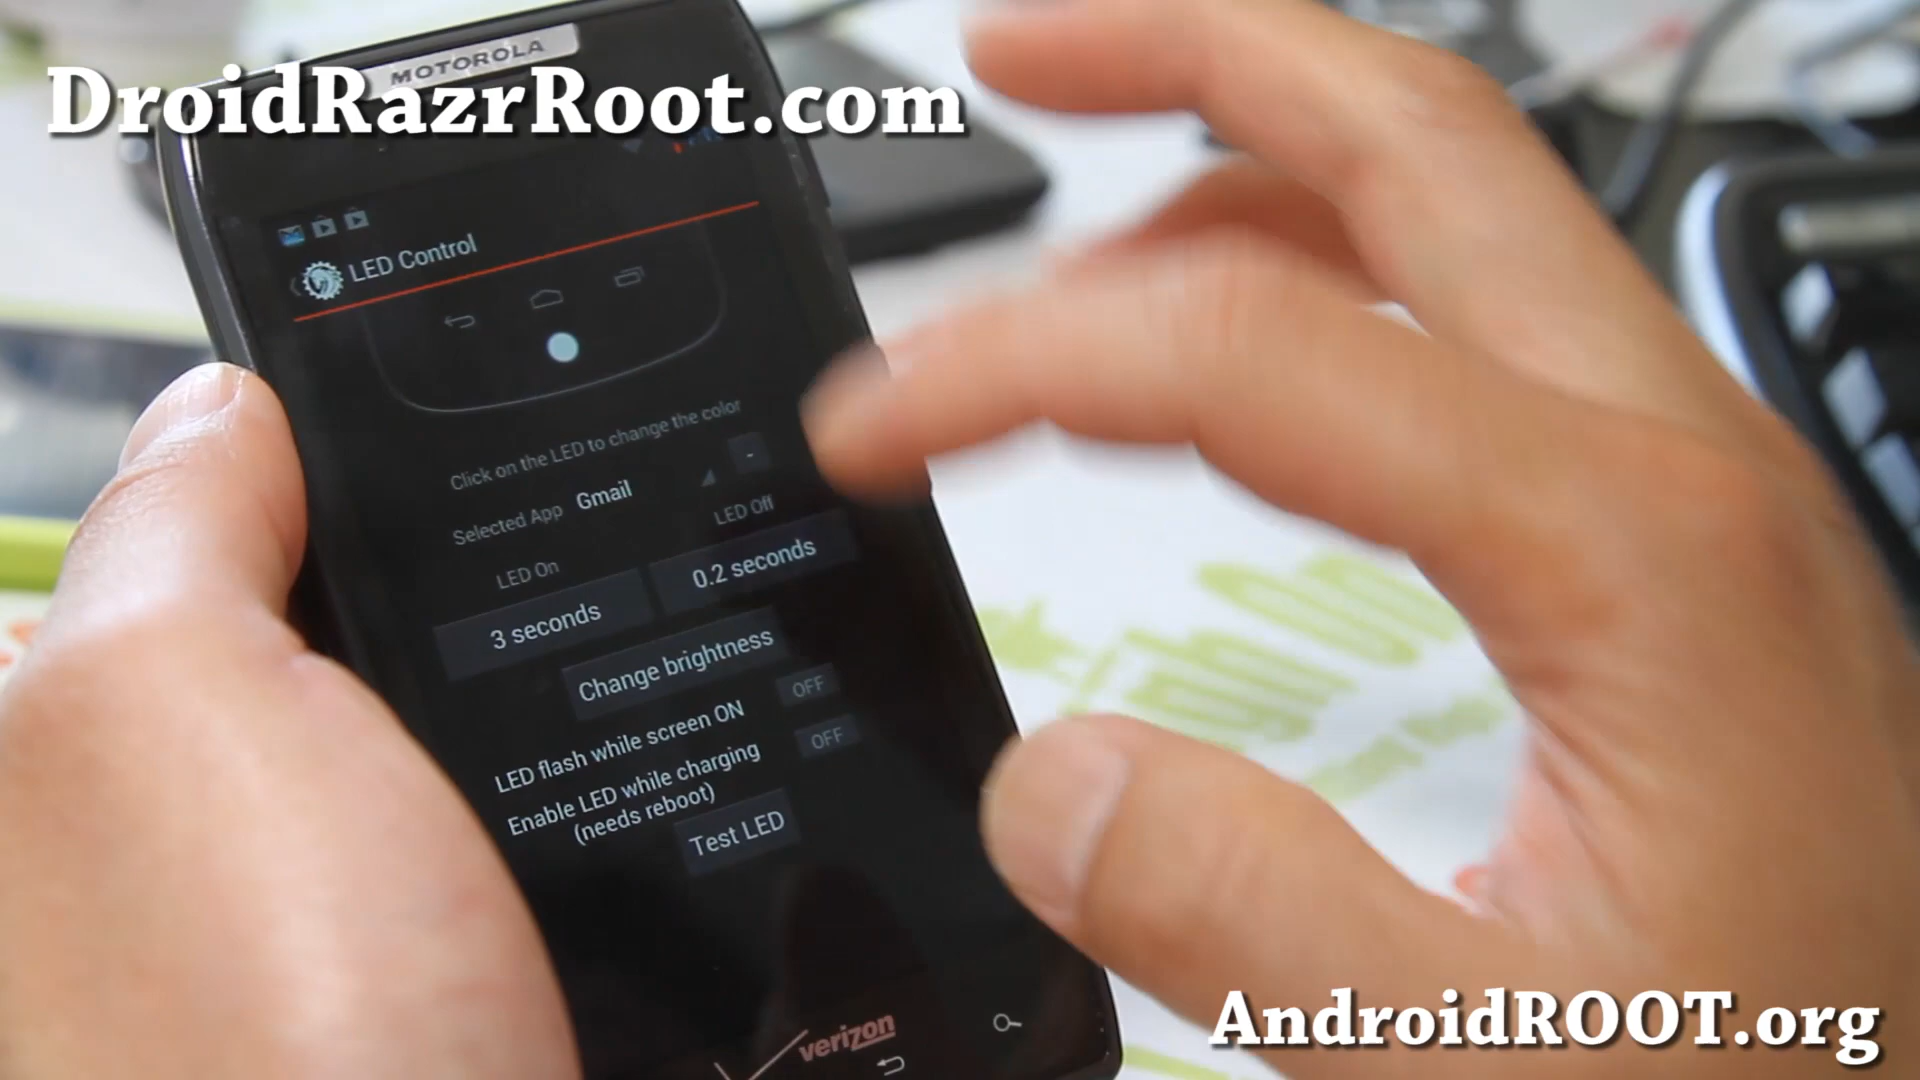 MOTOROLA
DroidRazrRoot.com
LED Control
Click on the LED to change the color
Selected App Gmail
-
LED On
LED Off
3 seconds
0.2 seconds
Change brightness
LED flash while screen ON
OFF
Enable LED while charging
(needs reboot)
OFF
Test LED
verizon
AndroidROOT.org